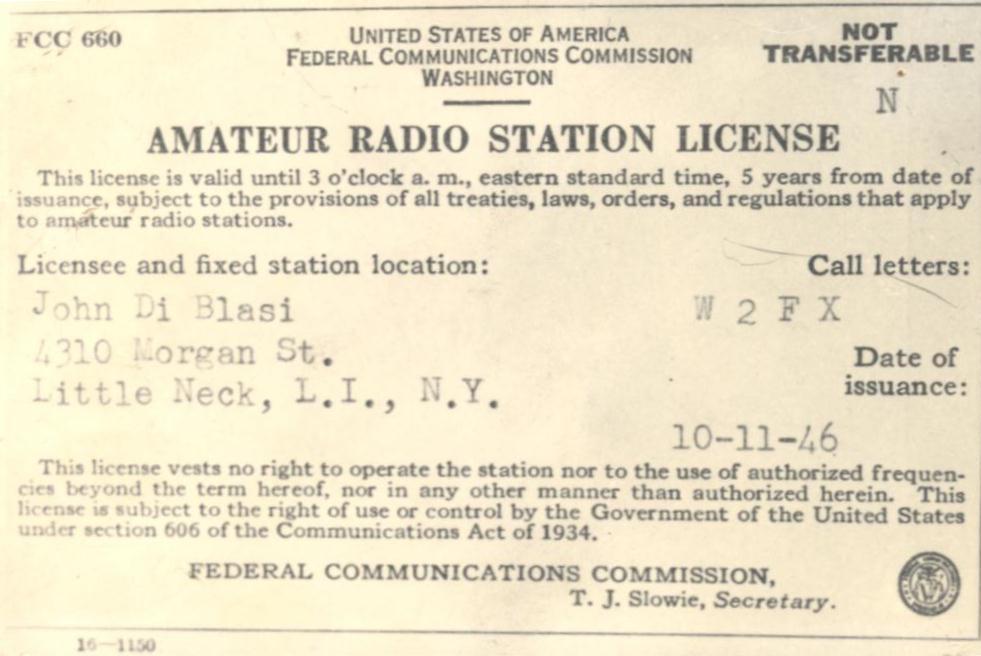 FCC 660
UNITED STATES OF AMERICA
FEDERAL COMMUNICATIONS COMMISSION
WASHINGTON
NOT
TRANSFERABLE
N
AMATEUR RADIO STATION LICENSE
This license is valid until 3 o'clock a. m., eastern standard time, 5 years from date of
issuance, subject to the provisions of all treaties, laws, orders, and regulations that apply
to amateur radio stations.
Licensee and fixed station location:
John Di Blasi
4310 Morgan St.
Little Neck, L.I., N.Y.
Call letters:
W 2 F X
Date of
issuance:
10-11-46
This license vests no right to operate the station nor to the use of authorized frequen-
cies beyond the term hereof, nor in any other manner than authorized herein. This
license is subject to the right of use or control by the Government of the United States
under section 606 of the Communications Act of 1934.
FEDERAL COMMUNICATIONS COMMISSION,
T. J. Slowie, Secretary.
16—1150